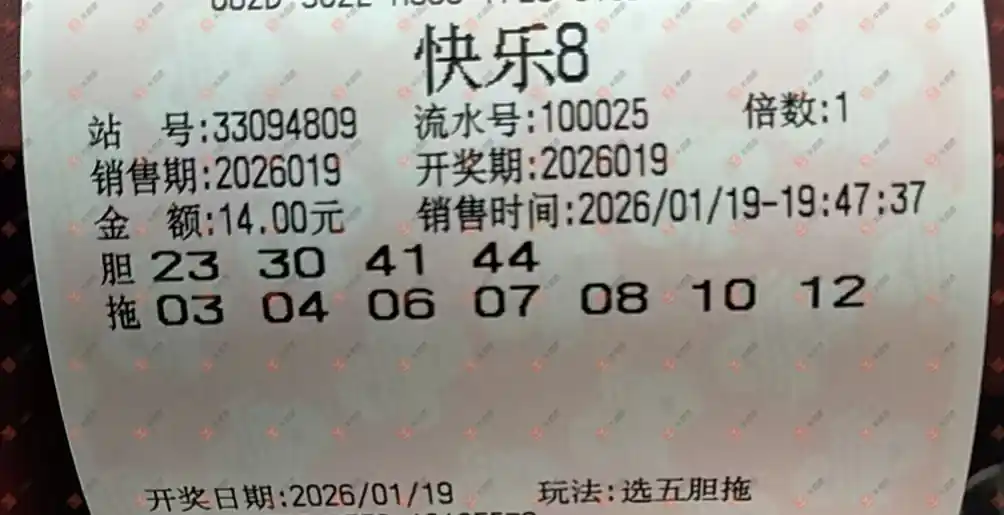 快乐8
站 号:33094809 流水号:100025 倍数:1
销售期:2026019 开奖期:2026019
金 额:14.00元 销售时间:2026/01/19-19:47:37
胆 23 30 41 44
拖 03 04 06 07 08 10 12
开奖日期:2026/01/19 玩法:选五胆拖